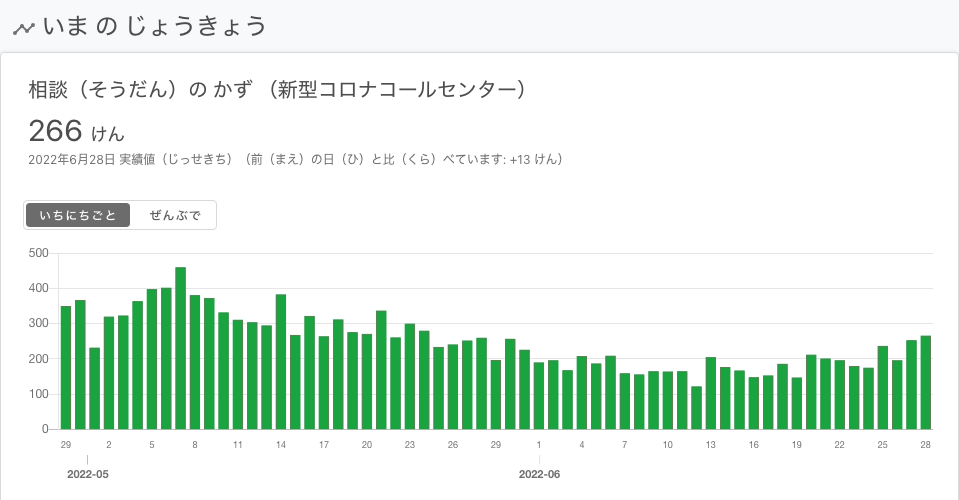 いま の じょうきょう
相談（そうだん）の かず （新型コロナコールセンター）
266 けん
2022年6月28日 実績値（じっせきち）（前（まえ）の日（ひ）と比（くら）べています: +13 けん）
いちにちごと ぜんぶで
500
400
300
200
100
0
29 2 5 8 11 14 17 20 23 26 29 1 4 7 10 13 16 19 22 25 28
2022-05 2022-06